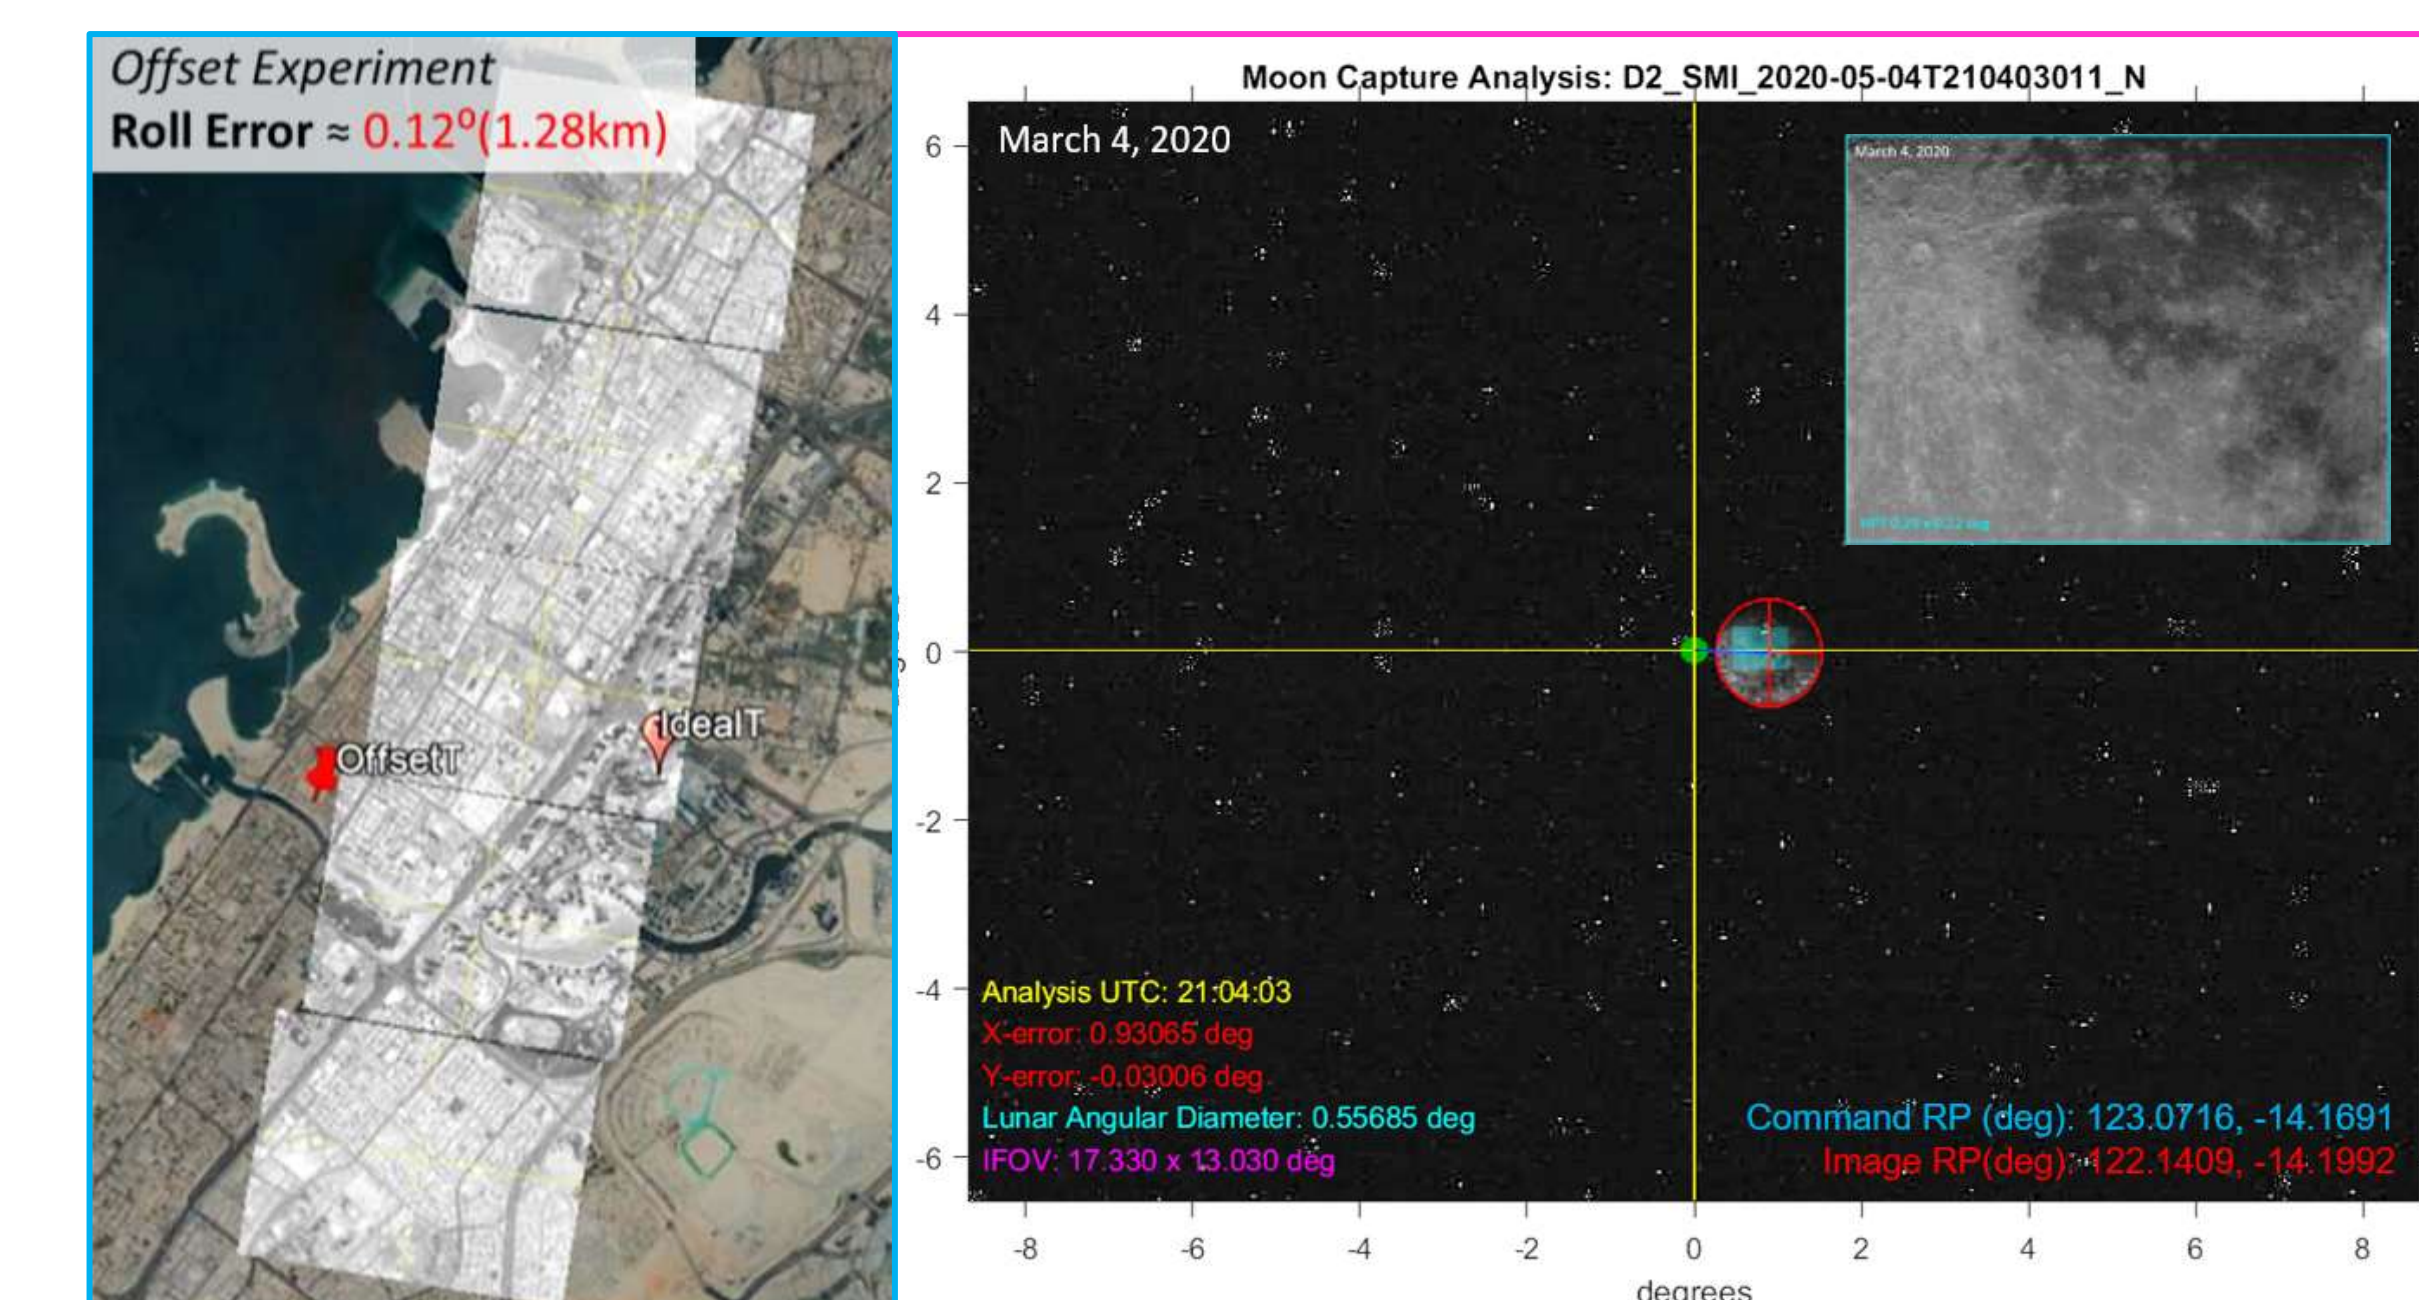 Offset Experiment
Roll Error ≈ 0.12º(1.28km)
OffsetT
IdealT
Moon Capture Analysis: D2_SMI_2020-05-04T210403011_N
March 4, 2020
March 4, 2020
6
4
2
0
-2
-4
-6
Analysis UTC: 21:04:03
X-error: 0.93065 deg
Y-error: -0.03006 deg
Lunar Angular Diameter: 0.55685 deg
IFOV: 17.330 x 13.030 deg
Command RP (deg): 123.0716, -14.1691
Image RP(deg): 122.1409, -14.1992
-8 -6 -4 -2 0 2 4 6 8
degrees